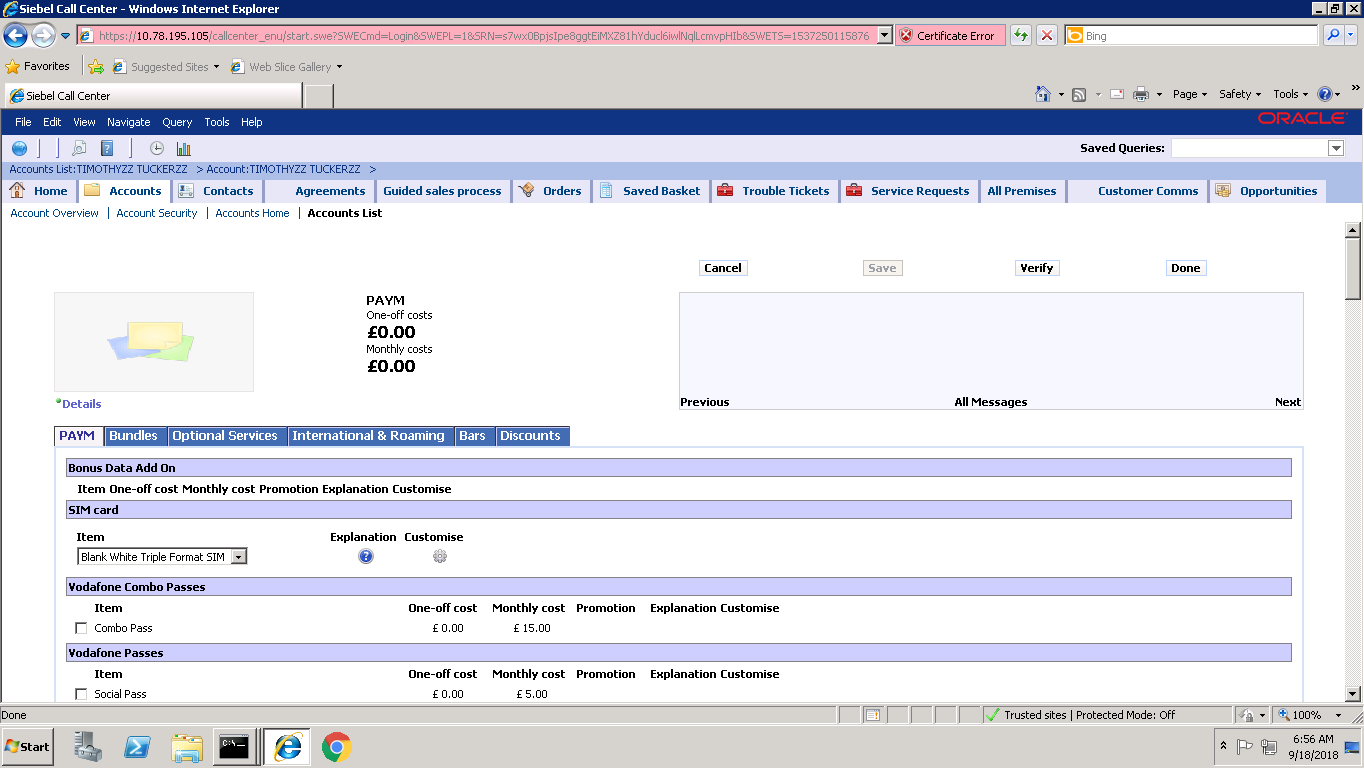 Siebel Call Center - Windows Internet Explorer
https://10.78.195.105/callcenter_enu/start.swe?SWECmd=Login&SWEPL=1&SRN=s7wx0BpjsIpe8ggtEiMXZ81hYducl6iwlNqlLcmvpHIb&SWETS=1537250115876 Certificate Error Bing
Favorites Suggested Sites Web Slice Gallery
Siebel Call Center Page Safety Tools
File Edit View Navigate Query Tools Help ORACLE
Saved Queries:
Accounts List:TIMOTHYZZ TUCKERZZ > Account:TIMOTHYZZ TUCKERZZ >
Home Accounts Contacts Agreements Guided sales process Orders Saved Basket Trouble Tickets Service Requests All Premises Customer Comms Opportunities
Account Overview | Account Security | Accounts Home | Accounts List
Cancel Save Verify Done
PAYM
One-off costs
£0.00
Monthly costs
£0.00
Previous All Messages Next
Details
PAYM Bundles Optional Services International & Roaming Bars Discounts
Bonus Data Add On
Item One-off cost Monthly cost Promotion Explanation Customise
SIM card
Item Explanation Customise
Blank White Triple Format SIM
Vodafone Combo Passes
Item One-off cost Monthly cost Promotion Explanation Customise
Combo Pass £ 0.00 £ 15.00
Vodafone Passes
Item One-off cost Monthly cost Promotion Explanation Customise
Social Pass £ 0.00 £ 5.00
Done Trusted sites | Protected Mode: Off 100%
Start 6:56 AM
9/18/2018